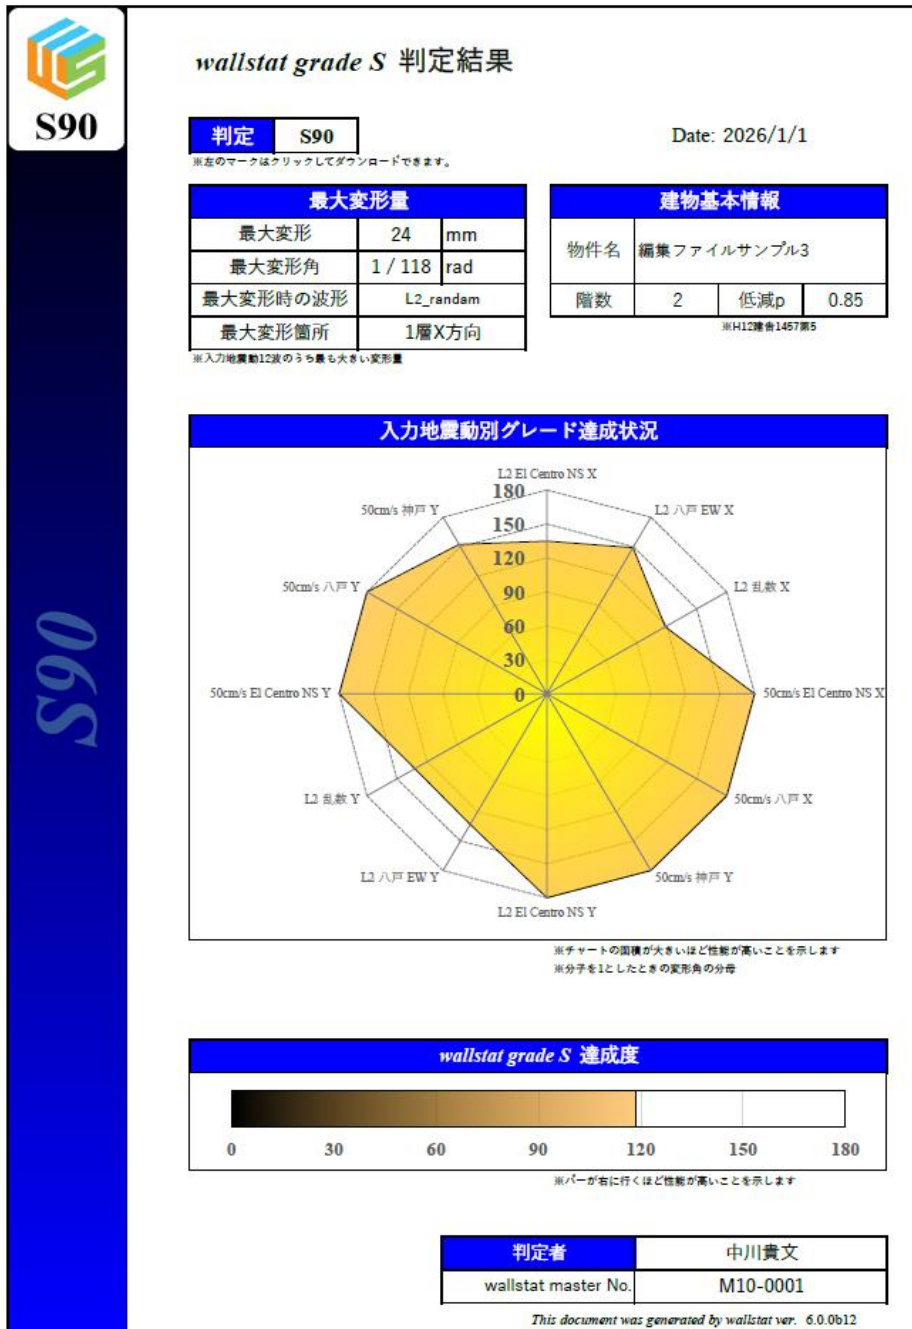 S90
wallstat grade S 判定結果
判定 S90
Date: 2026/1/1
※左のマークはクリックしてダウンロードできます。
最大変形量
最大変形 24 mm
最大変形角 1 / 118 rad
最大変形時の波形 L2_randam
最大変形箇所 1層X方向
※入力地震動12波のうち最も大きい変形量
建物基本情報
物件名 編集ファイルサンプル3
階数 2 低減p 0.85
※H12建告1457第5
入力地震動別グレード達成状況
L2 El Centro NS X
L2 八戸 EW X
L2 乱数 X
50cm/s El Centro NS X
50cm/s 八戸 X
50cm/s 神戸 Y
L2 El Centro NS Y
L2 八戸 EW Y
L2 乱数 Y
50cm/s El Centro NS Y
50cm/s 八戸 Y
50cm/s 神戸 Y
180
150
120
90
60
30
0
※チャートの面積が大きいほど性能が高いことを示します
※分子を1としたときの変形角の分母
S90
wallstat grade S 達成度
0 30 60 90 120 150 180
※バーが右に行くほど性能が高いことを示します
判定者 中川貴文
wallstat master No. M10-0001
This document was generated by wallstat ver. 6.0.0b12